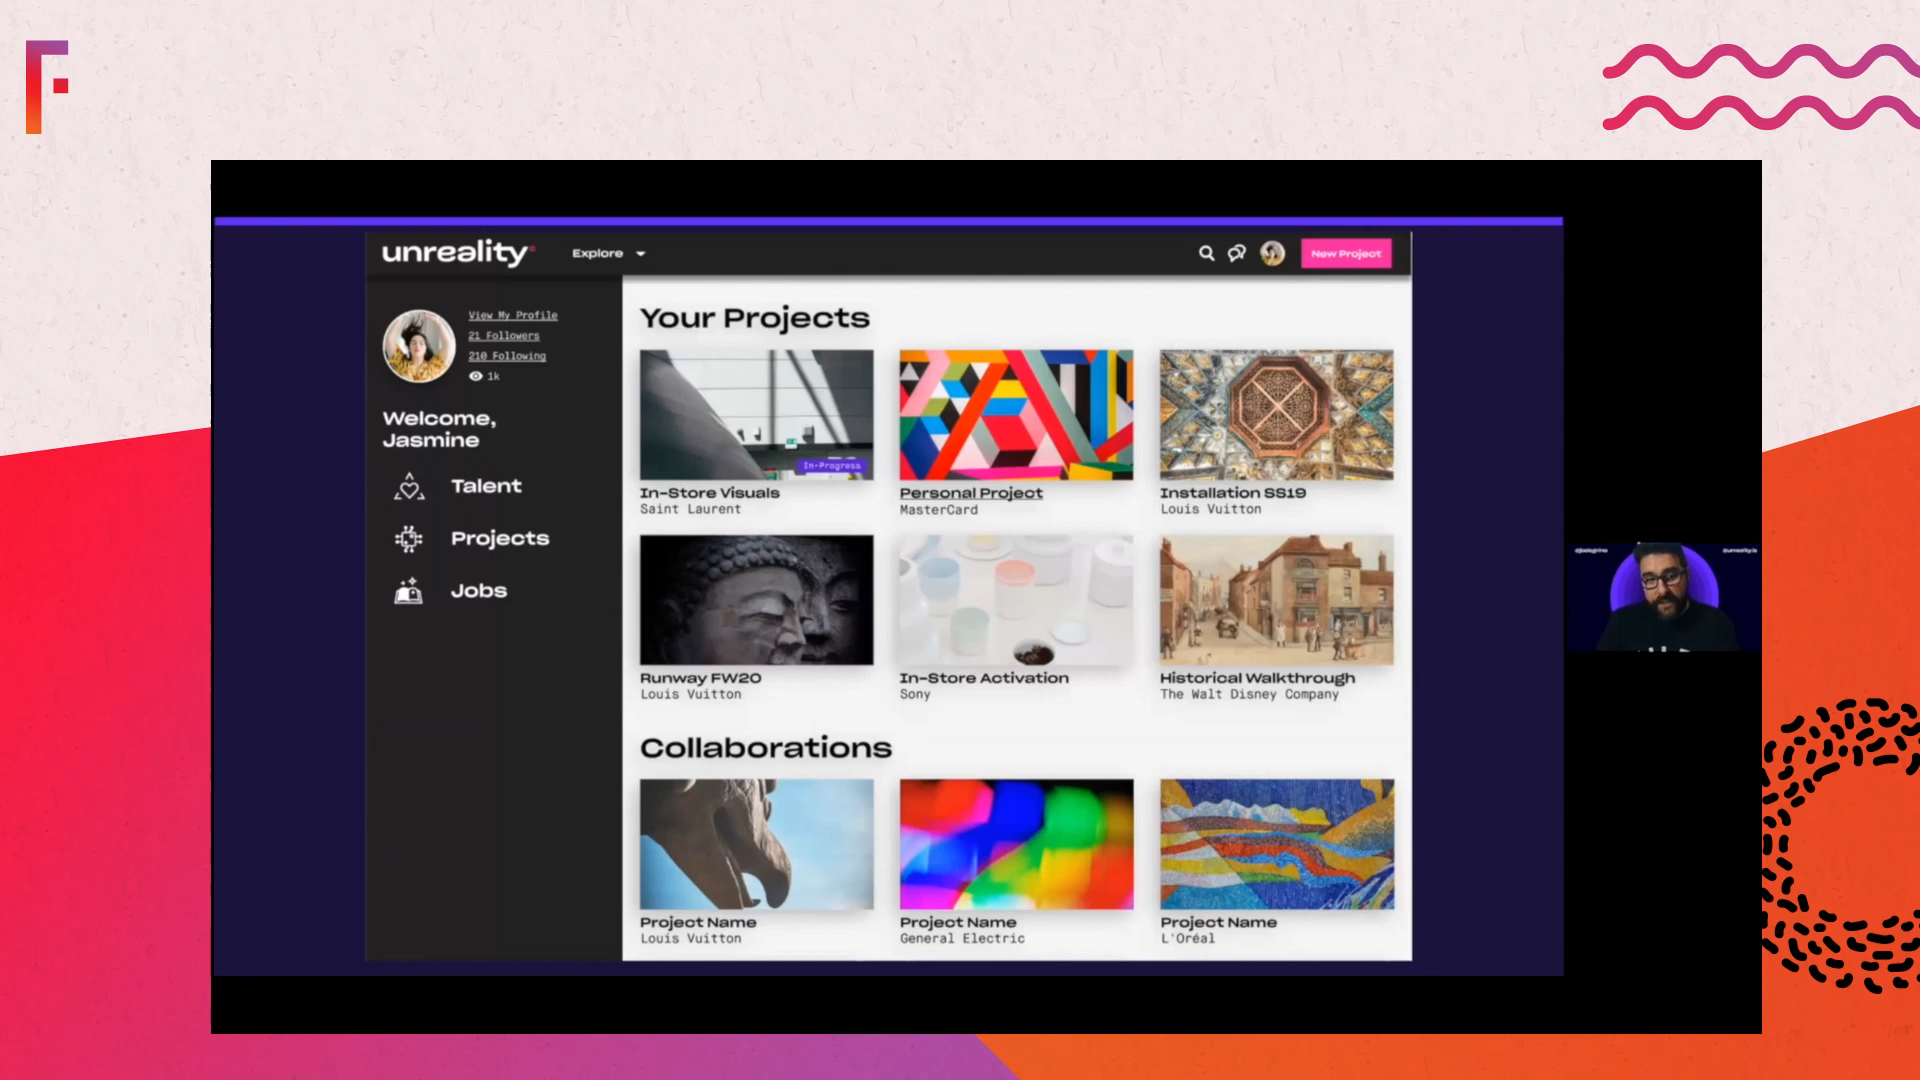 unreality
Explore
New Project
View My Profile
21 Followers
210 Following
1k
Welcome,
Jasmine
Talent
Projects
Jobs
Your Projects
In-Progress
In-Store Visuals
Saint Laurent
Personal Project
MasterCard
Installation SS19
Louis Vuitton
Runway FW20
Louis Vuitton
In-Store Activation
Sony
Historical Walkthrough
The Walt Disney Company
Collaborations
Project Name
Louis Vuitton
Project Name
General Electric
Project Name
L'Oréal